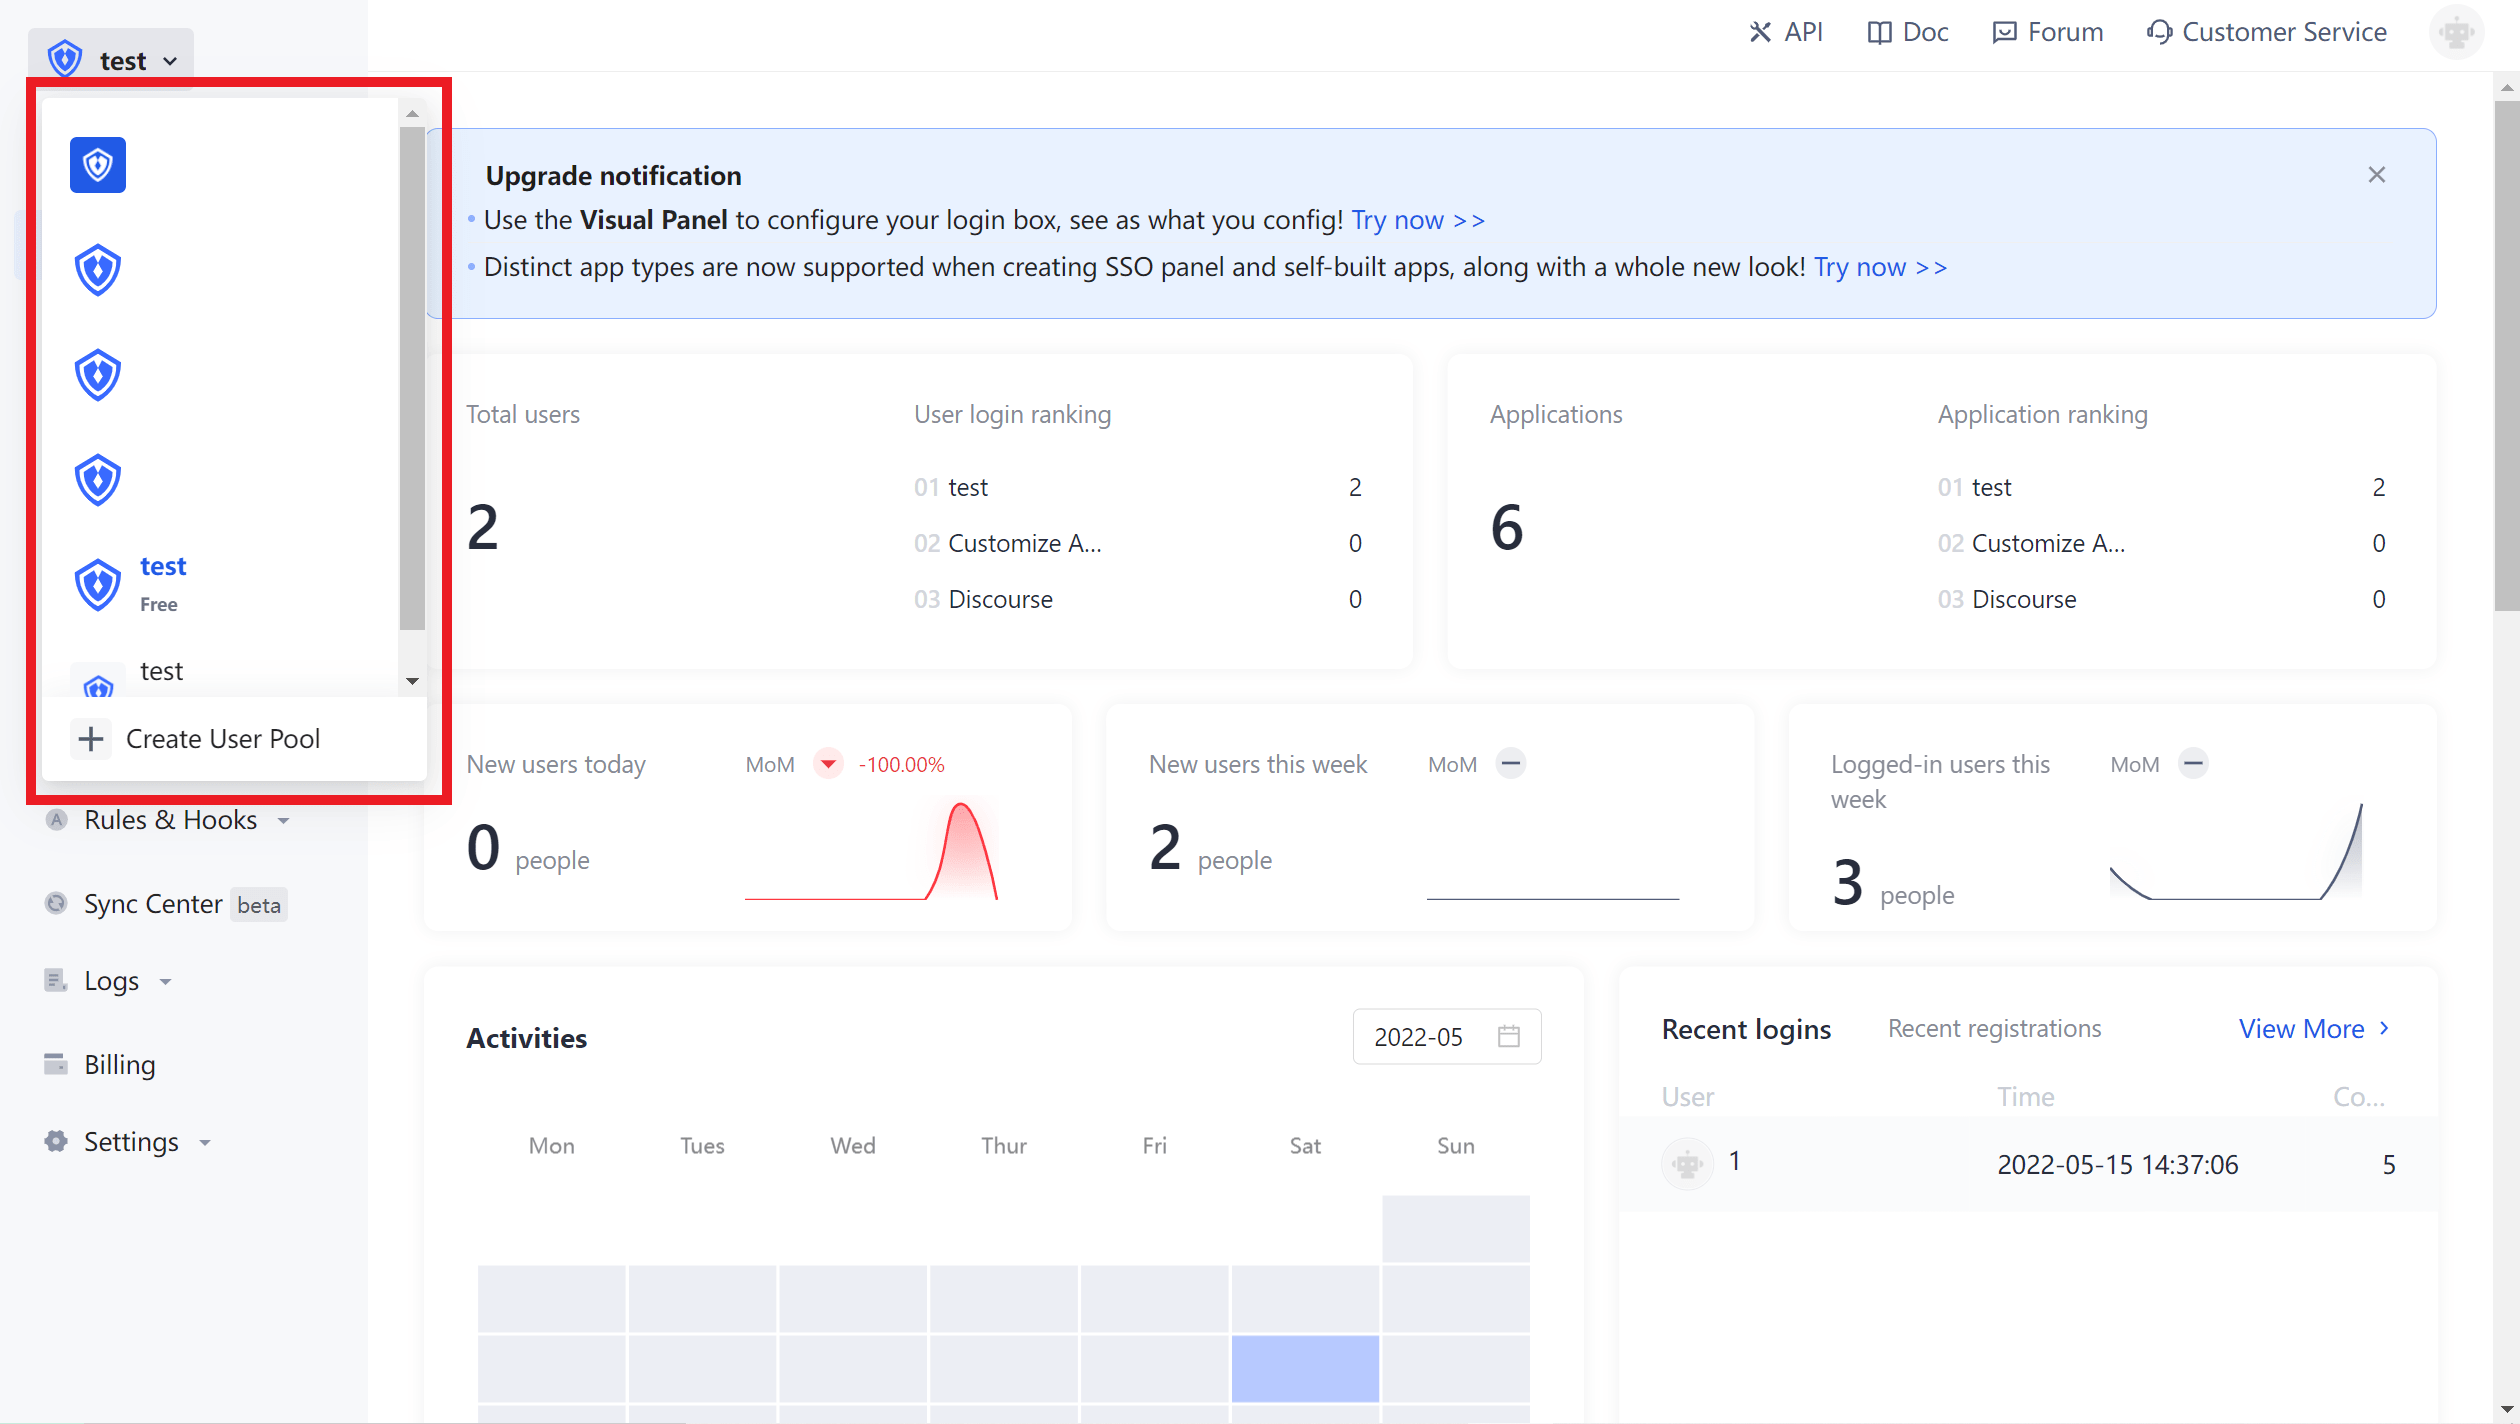 test
API
Doc
Forum
Customer Service
test
Free
test
Create User Pool
A
Rules & Hooks
Sync Center beta
Logs
Billing
Settings
Upgrade notification
• Use the Visual Panel to configure your login box, see as what you config! Try now >>
• Distinct app types are now supported when creating SSO panel and self-built apps, along with a whole new look! Try now >>
Total users
2
User login ranking
01 test 2
02 Customize A... 0
03 Discourse 0
Applications
6
Application ranking
01 test 2
02 Customize A... 0
03 Discourse 0
New users today
MoM -100.00%
0 people
New users this week
MoM
2 people
Logged-in users this
week
MoM
3 people
Activities
2022-05
Mon Tues Wed Thur Fri Sat Sun
Recent logins
Recent registrations
View More
User Time Co...
1 2022-05-15 14:37:06 5